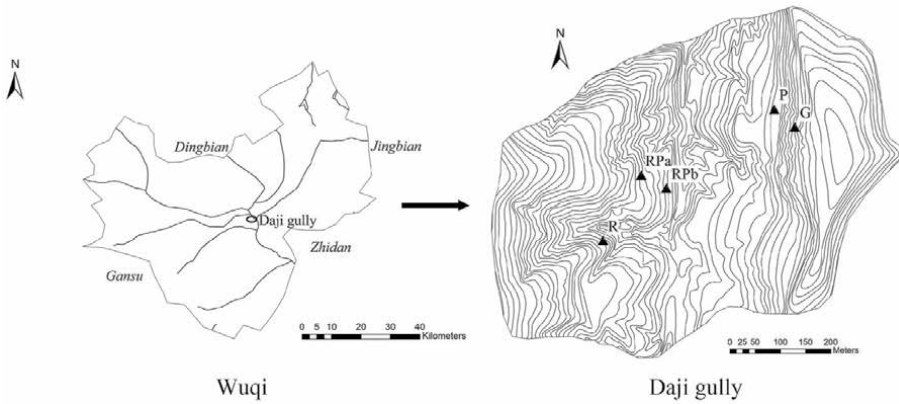 N
Dingbian
Jingbian
Daji gully
Zhidan
Gansu
0 5 10 20 30 40
Kilometers
Wuqi
N
P
G
RPa
RPb
R
0 25 50 100 150 200
Meters
Daji gully